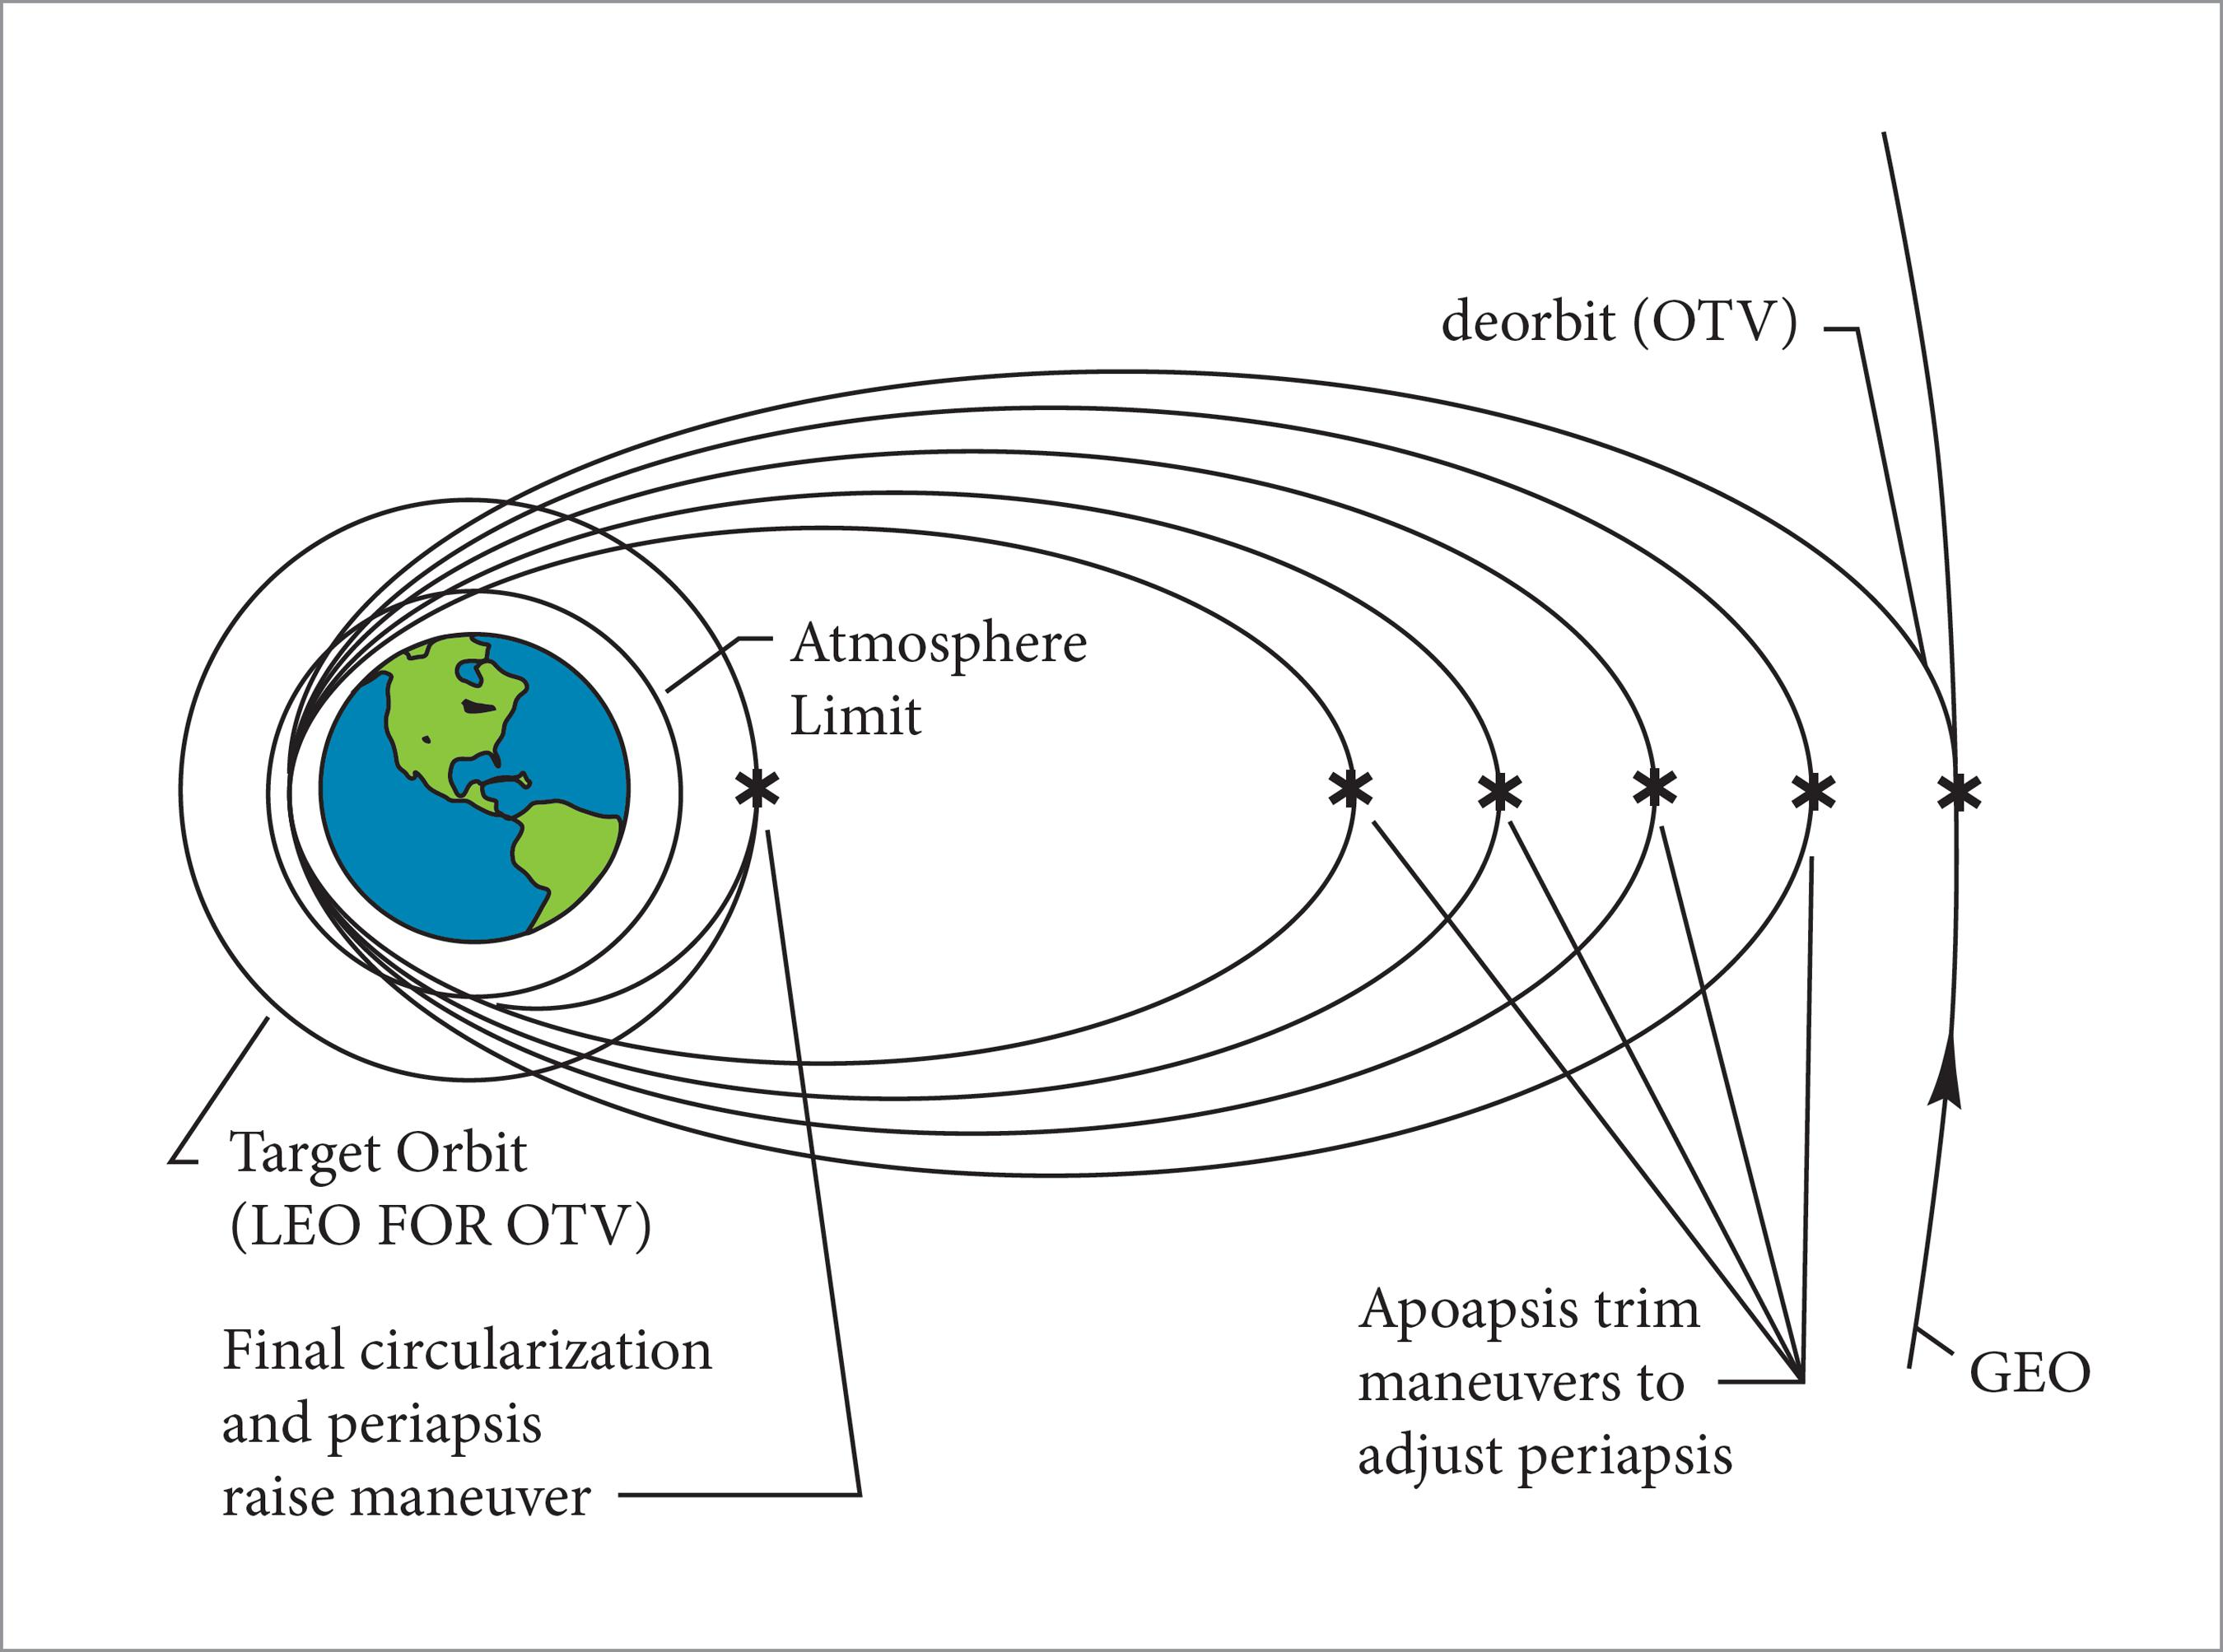 deorbit (OTV)
Atmosphere
Limit
Target Orbit
(LEO FOR OTV)
Final circularization
and periapsis
raise maneuver
Apoapsis trim
maneuvers to
adjust periapsis
GEO